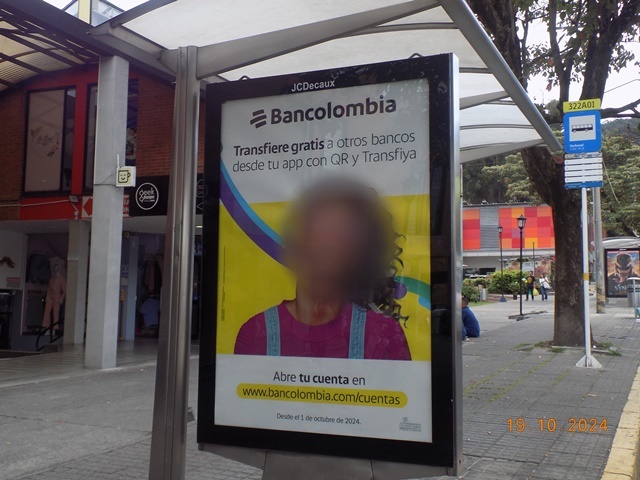 JCDecaux
Bancolombia
Transfiere gratis a otros bancos
desde tu app con QR y Transfiya
Abre tu cuenta en
www.bancolombia.com/cuentas
Desde el 1 de octubre de 2024.
322A01
19 10 2024